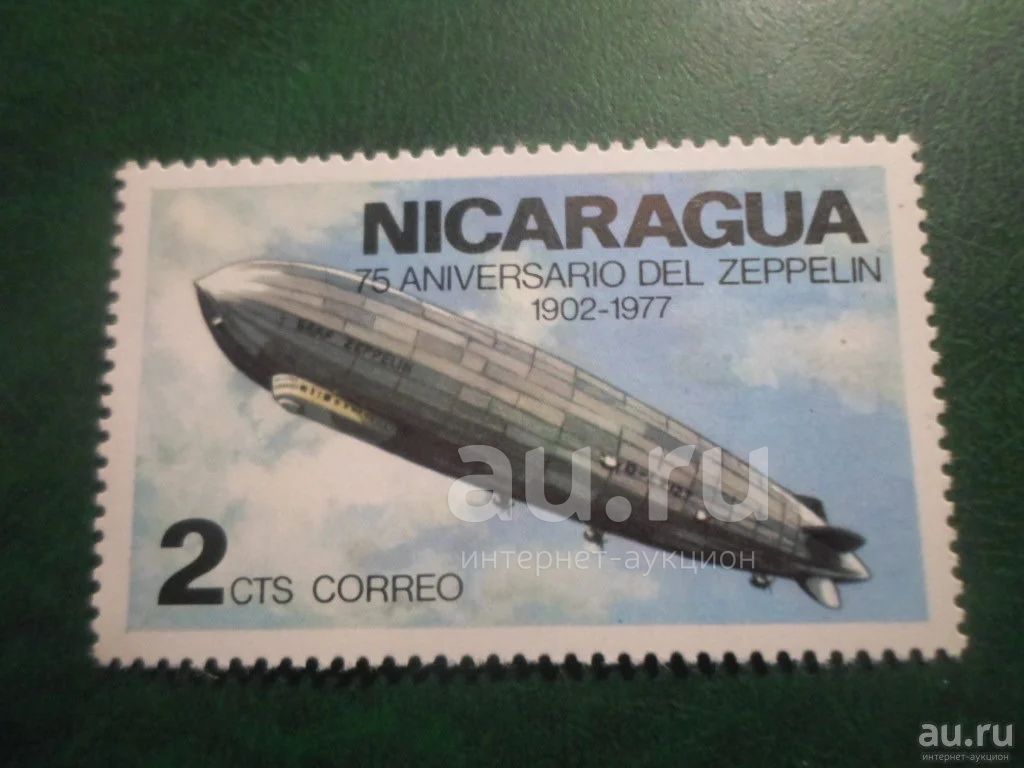 NICARAGUA
75 ANIVERSARIO DEL ZEPPELIN
1902-1977
GRAF ZEPPELIN
au.ru
интернет-аукцион
2 CTS CORREO
au.ru
интернет-аукцион